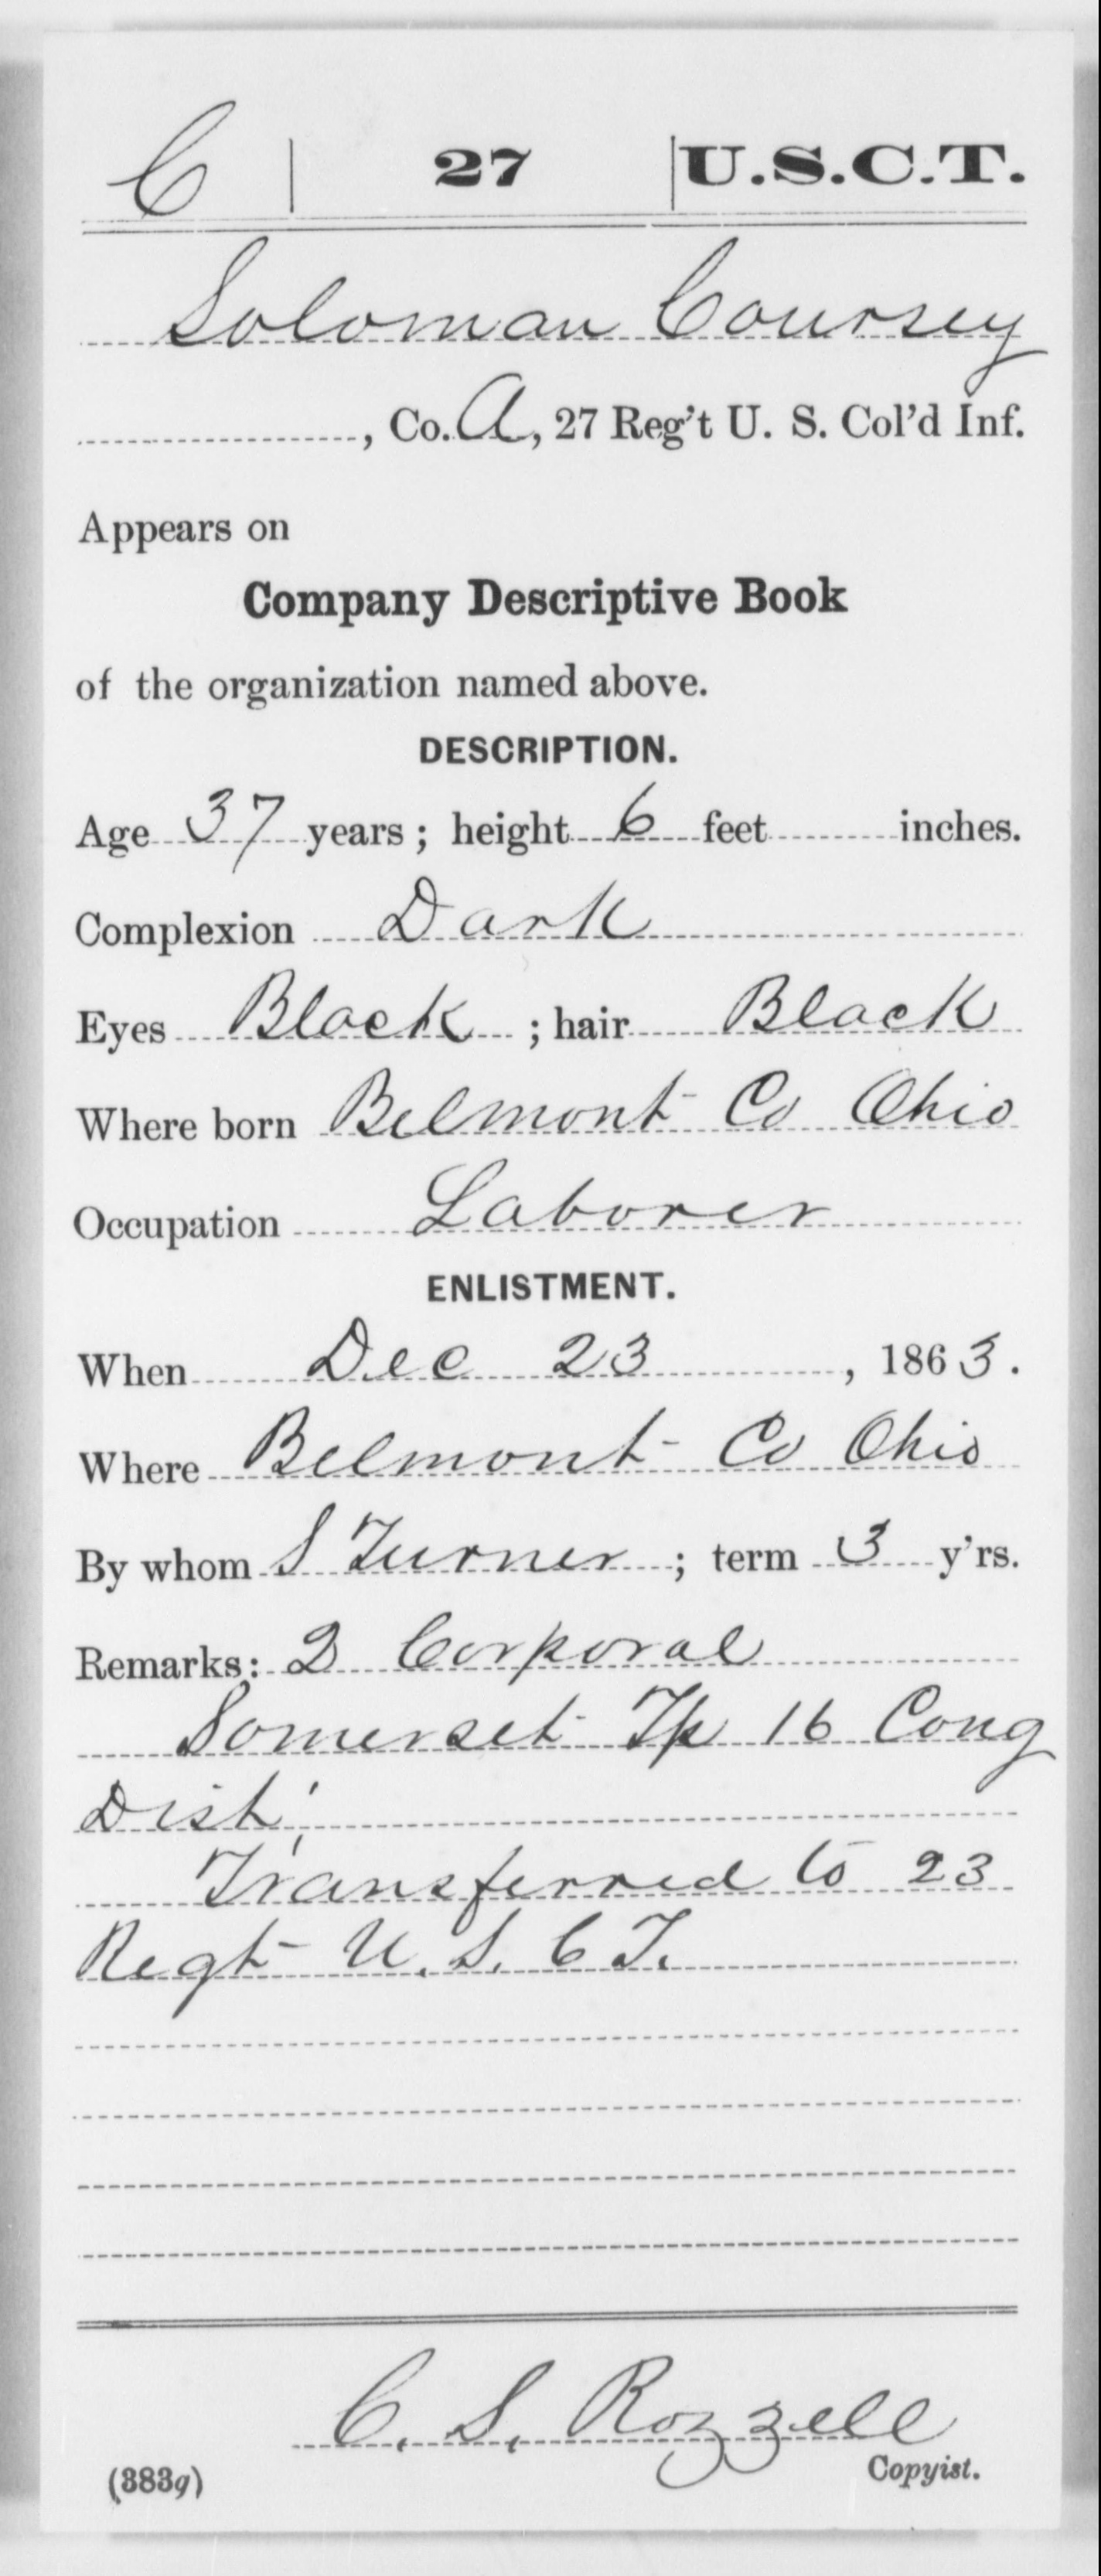 C | 27 | U.S.C.T.
Soloman Coursey
, Co. A, 27 Reg't U. S. Col'd Inf.
Appears on
Company Descriptive Book
of the organization named above.
DESCRIPTION.
Age 37 years; height 6 feet inches.
Complexion Dark
Eyes Black; hair Black
Where born Belmont Co Ohio
Occupation Laborer
ENLISTMENT.
When Dec 23, 1863.
Where Belmont Co Ohio
By whom S Turner; term 3 y'rs.
Remarks: 2 Corporal
Somerset Tp 16 Cong
Dist.
Transferred to 23
Regt U. S. C T.
C. S. Rozzell
(383g) Copyist.